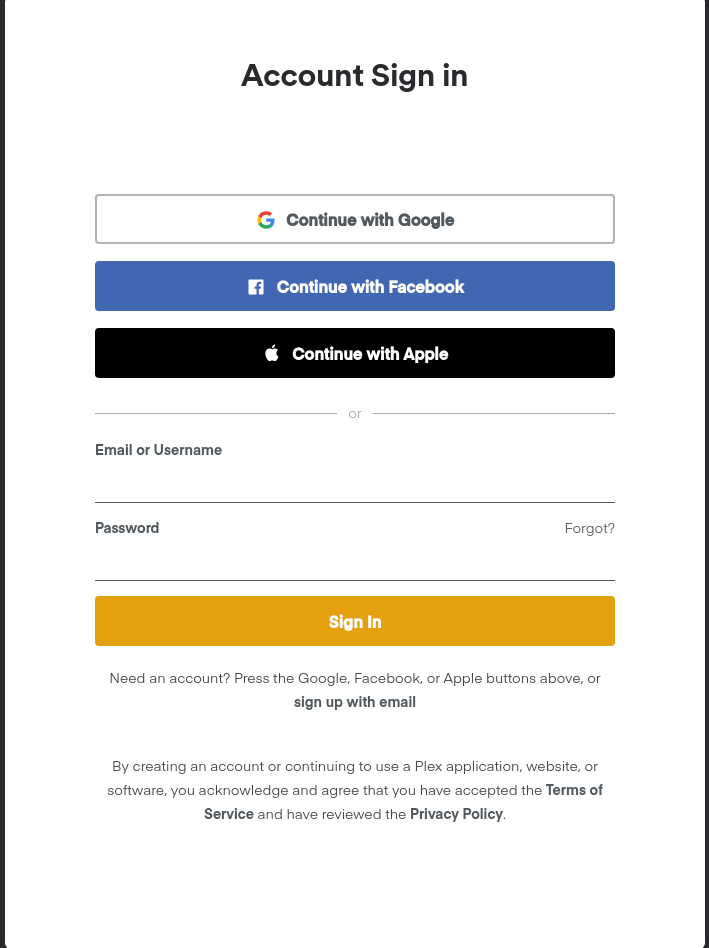 Account Sign in
Continue with Google
Continue with Facebook
Continue with Apple
or
Email or Username
Password Forgot?
Sign In
Need an account? Press the Google, Facebook, or Apple buttons above, or
sign up with email
By creating an account or continuing to use a Plex application, website, or
software, you acknowledge and agree that you have accepted the Terms of
Service and have reviewed the Privacy Policy.